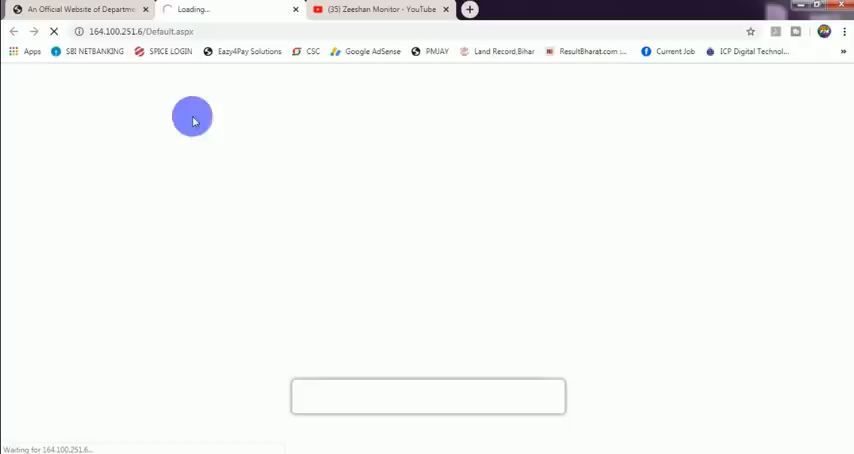 An Official Website of Departme
Loading...
(35) Zeeshan Monitor - YouTube
164.100.251.6/Default.aspx
Apps SBI NETBANKING SPICE LOGIN Eazy4Pay Solutions CSC Google AdSense PMJAY Land Record,Bihar ResultBharat.com :... Current Job ICP Digital Technol... »
Waiting for 164.100.251.6...